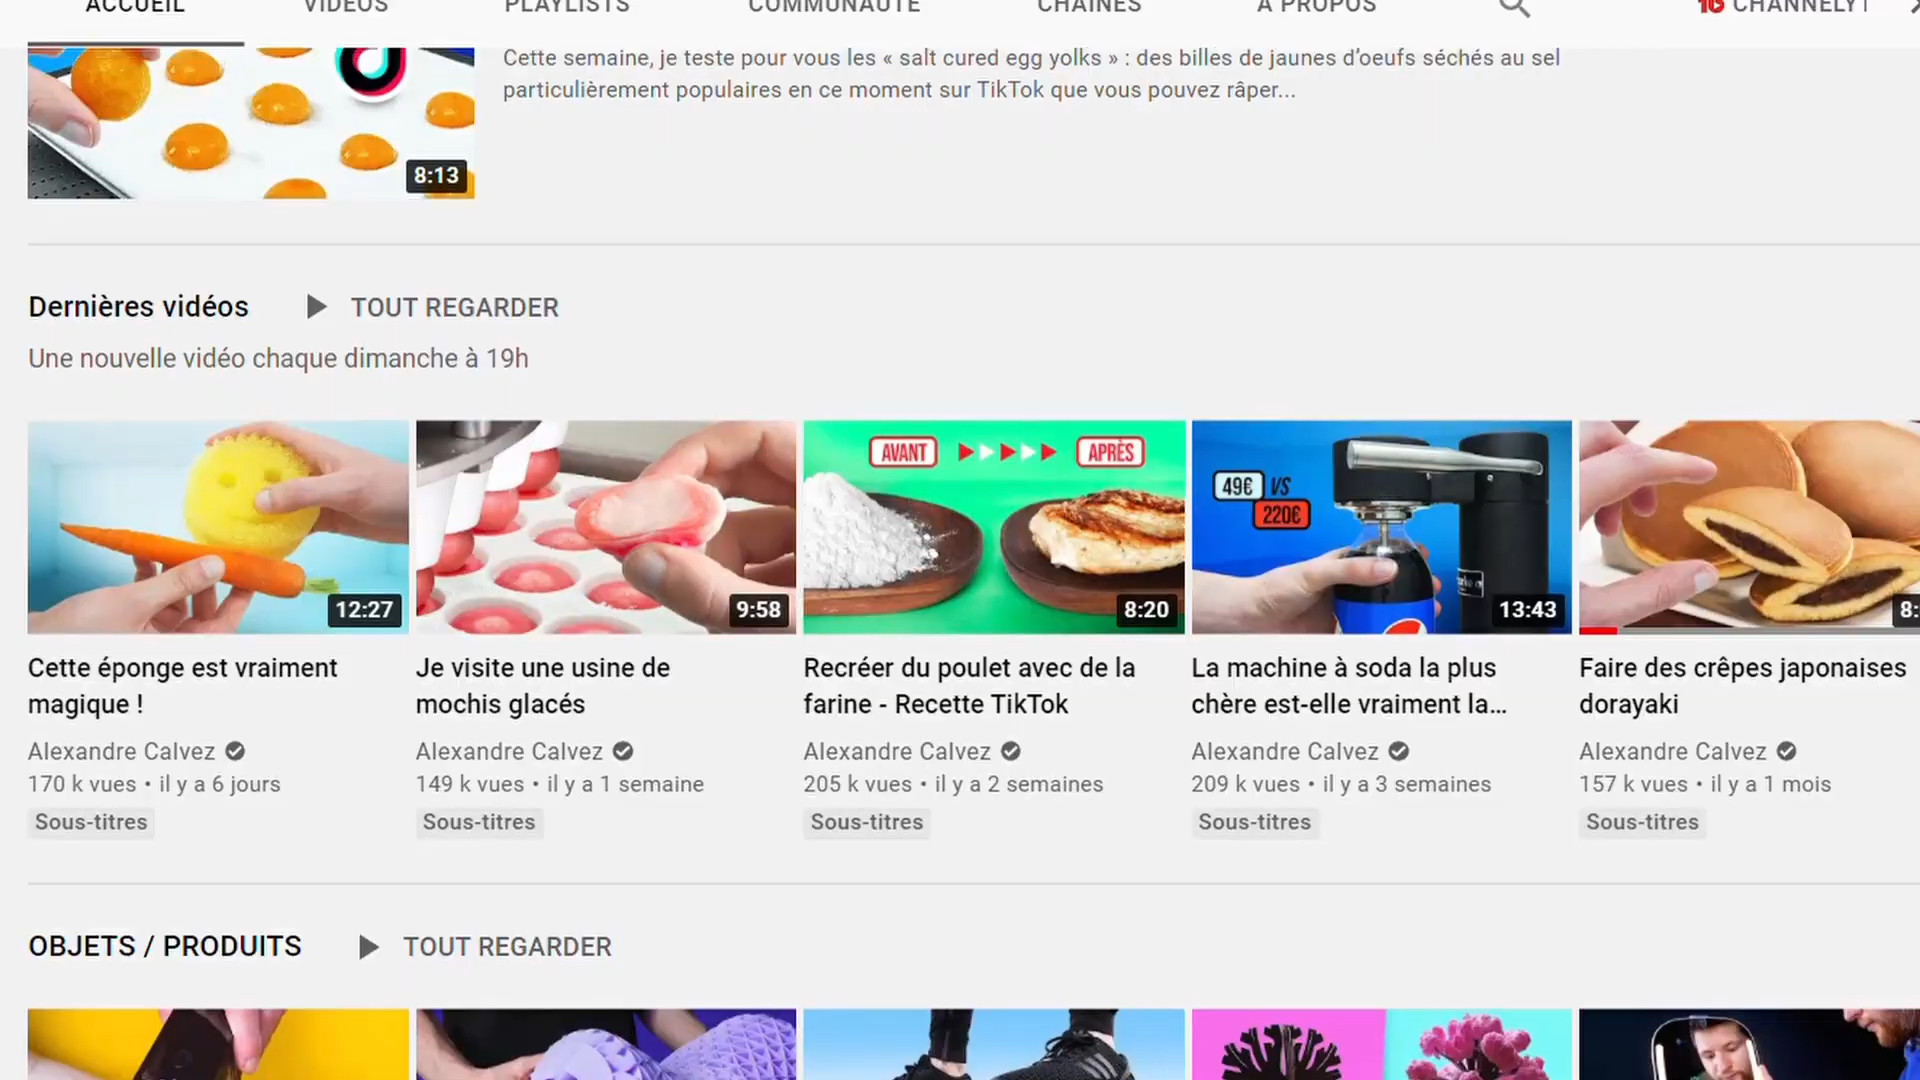 ACCUEIL VIDÉOS PLAYLISTS COMMUNAUTÉ CHAÎNES À PROPOS CHANNELYT
Cette semaine, je teste pour vous les « salt cured egg yolks » : des billes de jaunes d'oeufs séchés au sel
particulièrement populaires en ce moment sur TikTok que vous pouvez râper...
8:13
Dernières vidéos TOUT REGARDER
Une nouvelle vidéo chaque dimanche à 19h
AVANT APRÈS
49€ VS
220€
12:27 9:58 8:20 13:43 8:
Cette éponge est vraiment
magique !
Alexandre Calvez
170 k vues • il y a 6 jours
Sous-titres
Je visite une usine de
mochis glacés
Alexandre Calvez
149 k vues • il y a 1 semaine
Sous-titres
Recréer du poulet avec de la
farine - Recette TikTok
Alexandre Calvez
205 k vues • il y a 2 semaines
Sous-titres
La machine à soda la plus
chère est-elle vraiment la...
Alexandre Calvez
209 k vues • il y a 3 semaines
Sous-titres
Faire des crêpes japonaises
dorayaki
Alexandre Calvez
157 k vues • il y a 1 mois
Sous-titres
OBJETS / PRODUITS TOUT REGARDER